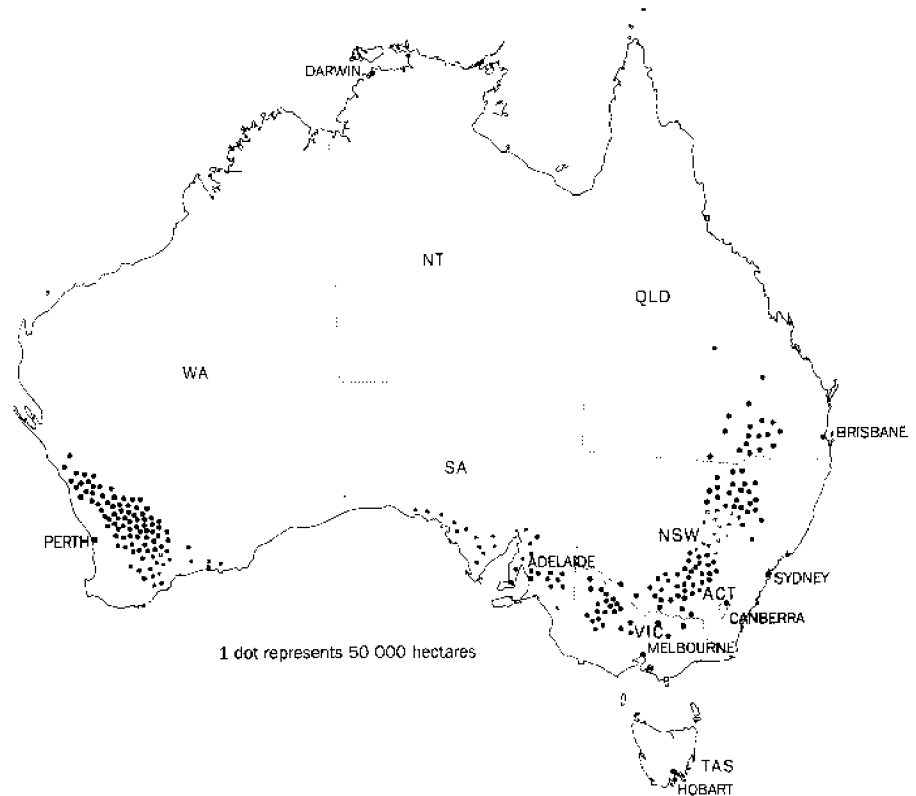 DARWIN
NT
QLD
WA
BRISBANE
SA
PERTH
NSW
ADELAIDE
SYDNEY
ACT
CANBERRA
VIC
MELBOURNE
1 dot represents 50 000 hectares
TAS
HOBART